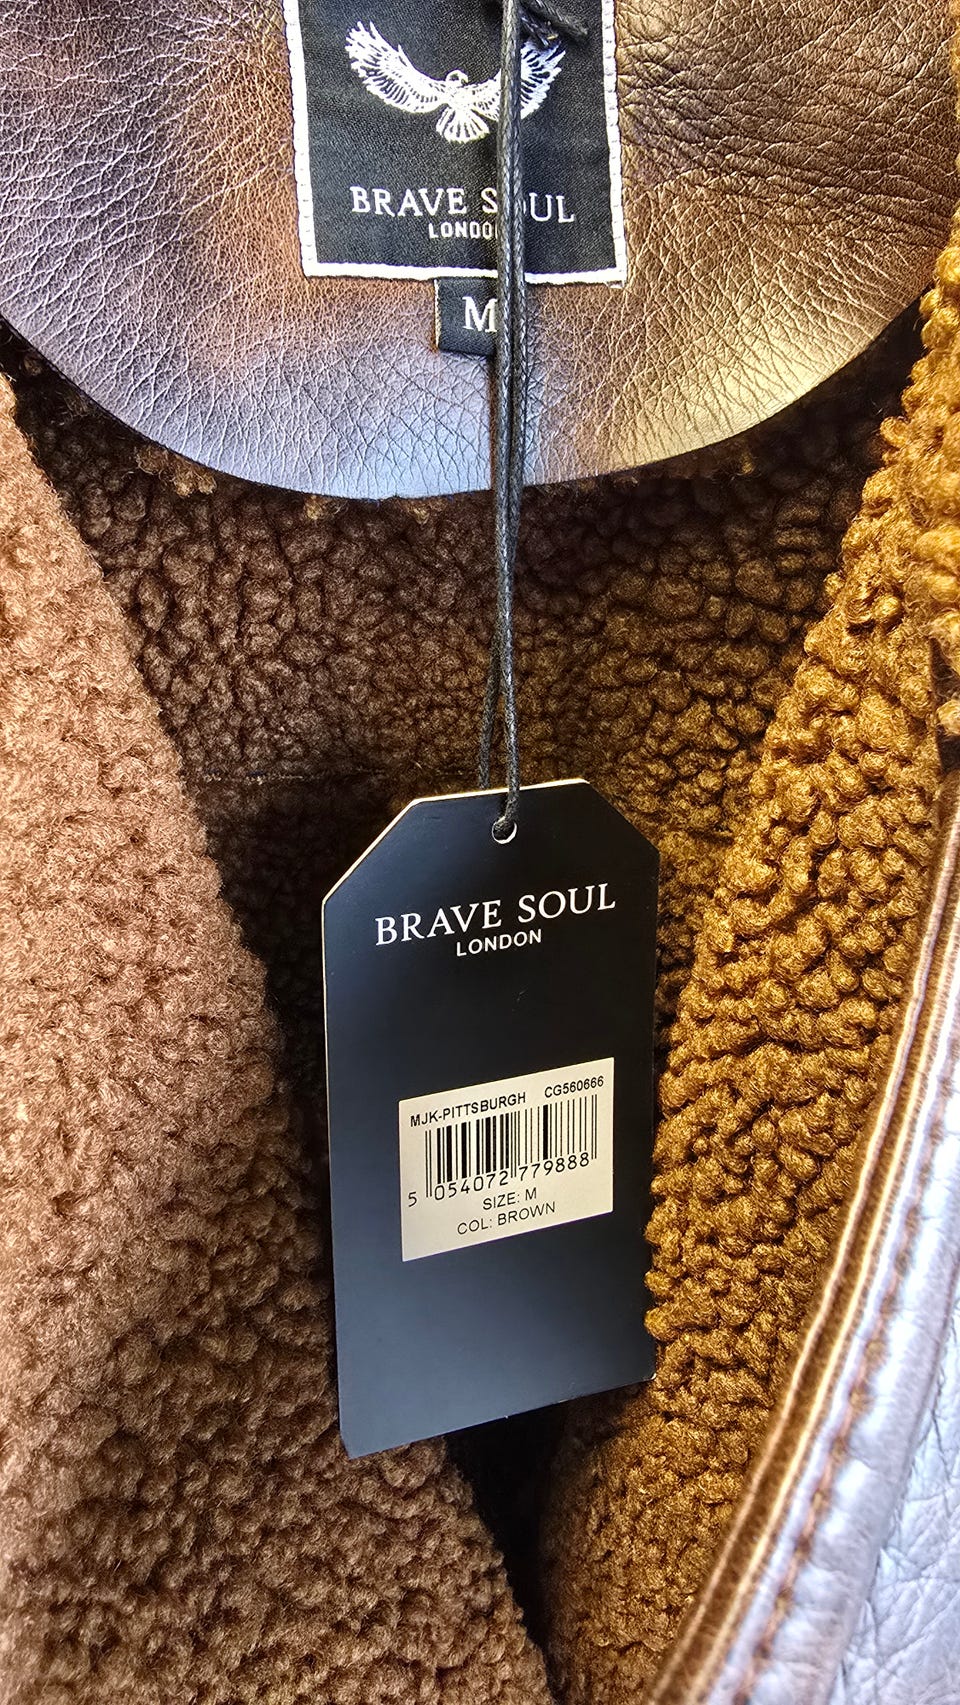 BRAVE SOUL
LONDON
M
BRAVE SOUL
LONDON
MJK-PITTSBURGH CG560666
5 054072 779888
SIZE: M
COL: BROWN